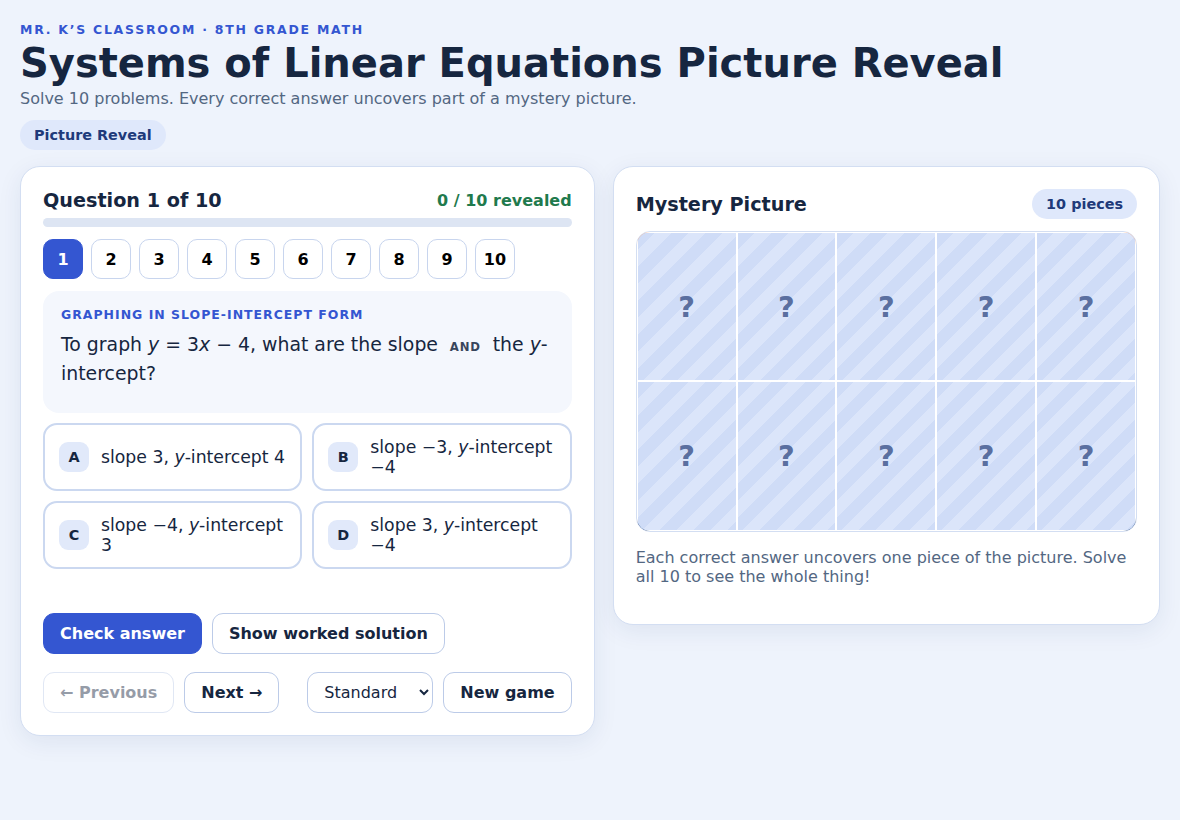 MR. K’S CLASSROOM · 8TH GRADE MATH
Systems of Linear Equations Picture Reveal
Solve 10 problems. Every correct answer uncovers part of a mystery picture.
Picture Reveal
Question 1 of 10
0 / 10 revealed
1 2 3 4 5 6 7 8 9 10
GRAPHING IN SLOPE-INTERCEPT FORM
To graph y = 3x − 4, what are the slope AND the y-
intercept?
A slope 3, y-intercept 4
B slope −3, y-intercept
−4
C slope −4, y-intercept
3
D slope 3, y-intercept
−4
Check answer
Show worked solution
← Previous
Next →
Standard
New game
Mystery Picture
10 pieces
? ? ? ? ?
? ? ? ? ?
Each correct answer uncovers one piece of the picture. Solve
all 10 to see the whole thing!